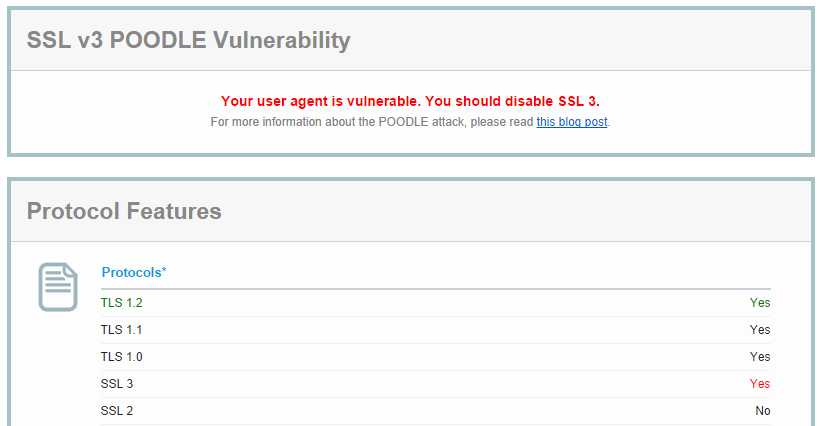 SSL v3 POODLE Vulnerability
Your user agent is vulnerable. You should disable SSL 3.
For more information about the POODLE attack, please read this blog post.
Protocol Features
Protocols*
TLS 1.2 Yes
TLS 1.1 Yes
TLS 1.0 Yes
SSL 3 Yes
SSL 2 No